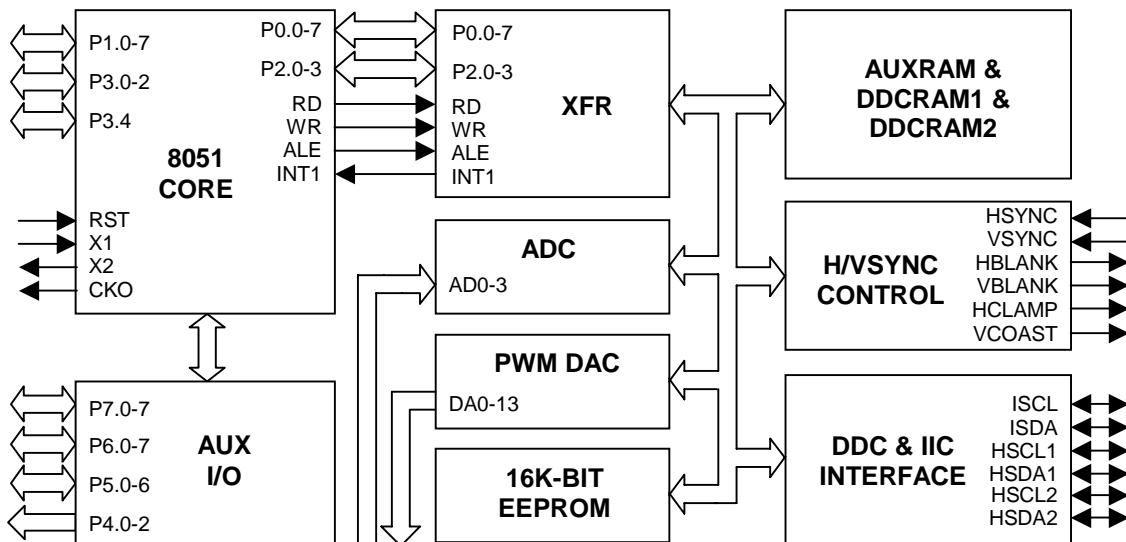 P1.0-7
P3.0-2
P3.4
8051
CORE
P0.0-7
P2.0-3
RD
WR
ALE
INT1
RST
X1
X2
CKO
P0.0-7
P2.0-3
RD
WR
ALE
INT1
XFR
AUXRAM &
DDCRAM1 &
DDCRAM2
ADC
AD0-3
H/VSYNC
CONTROL
HSYNC
VSYNC
HBLANK
VBLANK
HCLAMP
VCOAST
PWM DAC
DA0-13
P7.0-7
P6.0-7
P5.0-6
P4.0-2
AUX
I/O
16K-BIT
EEPROM
DDC & IIC
INTERFACE
ISCL
ISDA
HSCL1
HSDA1
HSCL2
HSDA2